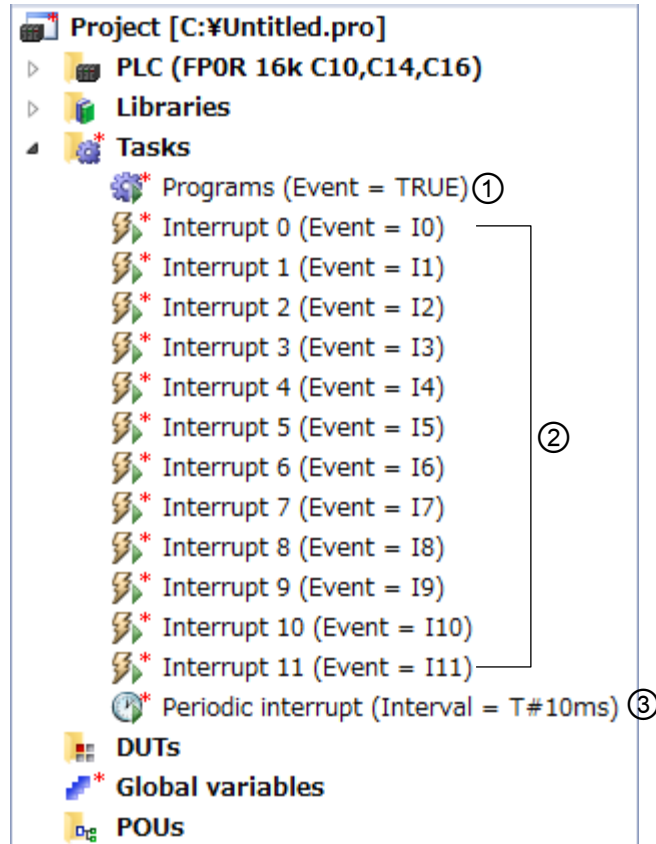 Project [C:¥Untitled.pro]
PLC (FP0R 16k C10,C14,C16)
Libraries
Tasks
Programs (Event = TRUE) ①
Interrupt 0 (Event = I0)
Interrupt 1 (Event = I1)
Interrupt 2 (Event = I2)
Interrupt 3 (Event = I3)
Interrupt 4 (Event = I4)
Interrupt 5 (Event = I5)
②
Interrupt 6 (Event = I6)
Interrupt 7 (Event = I7)
Interrupt 8 (Event = I8)
Interrupt 9 (Event = I9)
Interrupt 10 (Event = I10)
Interrupt 11 (Event = I11)
Periodic interrupt (Interval = T#10ms) ③
DUTs
Global variables
POUs